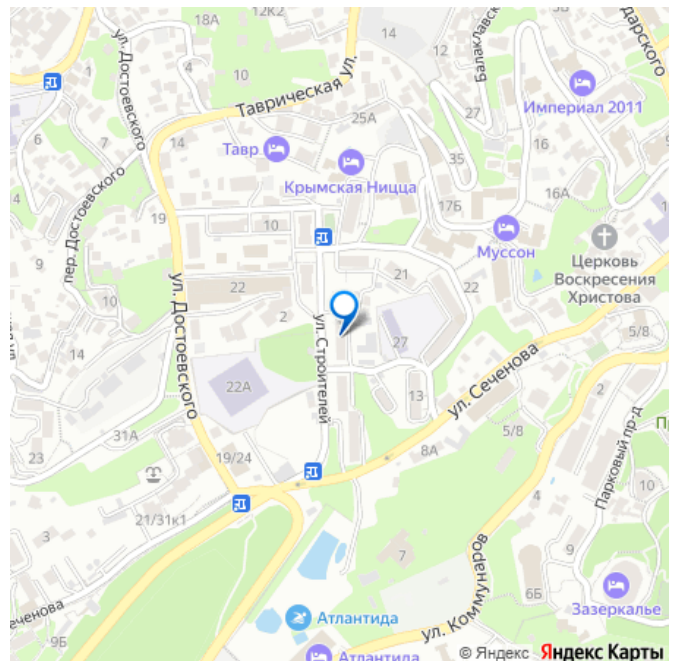 18А
12К2
14
8
ул. Достоевского
1
4
10
Таврическая ул.
Балаклавская
дарского
6
7
14
25А
27
Империал 2011
Тавр
35
16
Крымская Ницца
16А
пер. Достоевского
19
10
17Б
Муссон
9
10
22
2
21
22
Церковь
Воскресения
Христова
ул. Достоевского
ул. Строителей
14
27
5/8
22А
13
ул. Сеченова
2
31А
23
19/24
8А
5/8
Парковый пр-д
21/31к1
4
10
3
7
9
ул. Коммунаров
6Б
Зазеркалье
еченова
9Б
Атлантида
Атлантида
© Яндекс Яндекс Карты